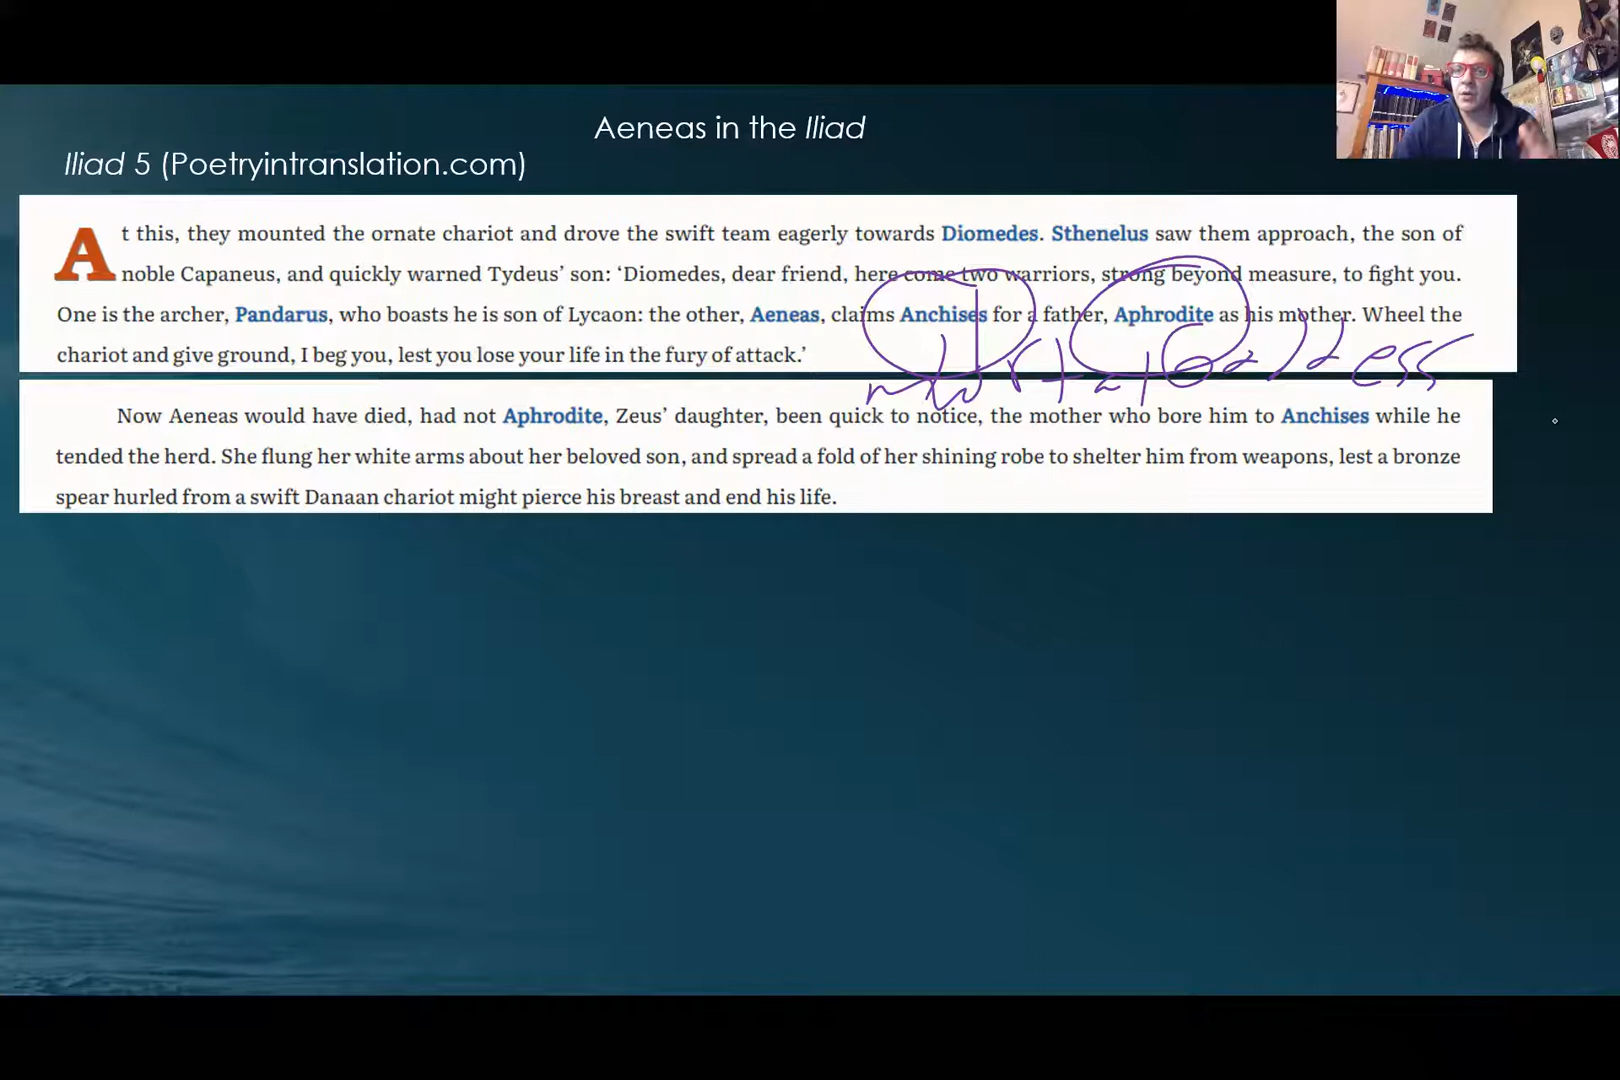 Aeneas in the Iliad
Iliad 5 (Poetryintranslation.com)
At this, they mounted the ornate chariot and drove the swift team eagerly towards Diomedes. Sthenelus saw them approach, the son of
noble Capaneus, and quickly warned Tydeus’ son: ‘Diomedes, dear friend, here come two warriors, strong beyond measure, to fight you.
One is the archer, Pandarus, who boasts he is son of Lycaon: the other, Aeneas, claims Anchises for a father, Aphrodite as his mother. Wheel the
chariot and give ground, I beg you, lest you lose your life in the fury of attack.’
Now Aeneas would have died, had not Aphrodite, Zeus’ daughter, been quick to notice, the mother who bore him to Anchises while he
tended the herd. She flung her white arms about her beloved son, and spread a fold of her shining robe to shelter him from weapons, lest a bronze
spear hurled from a swift Danaan chariot might pierce his breast and end his life.